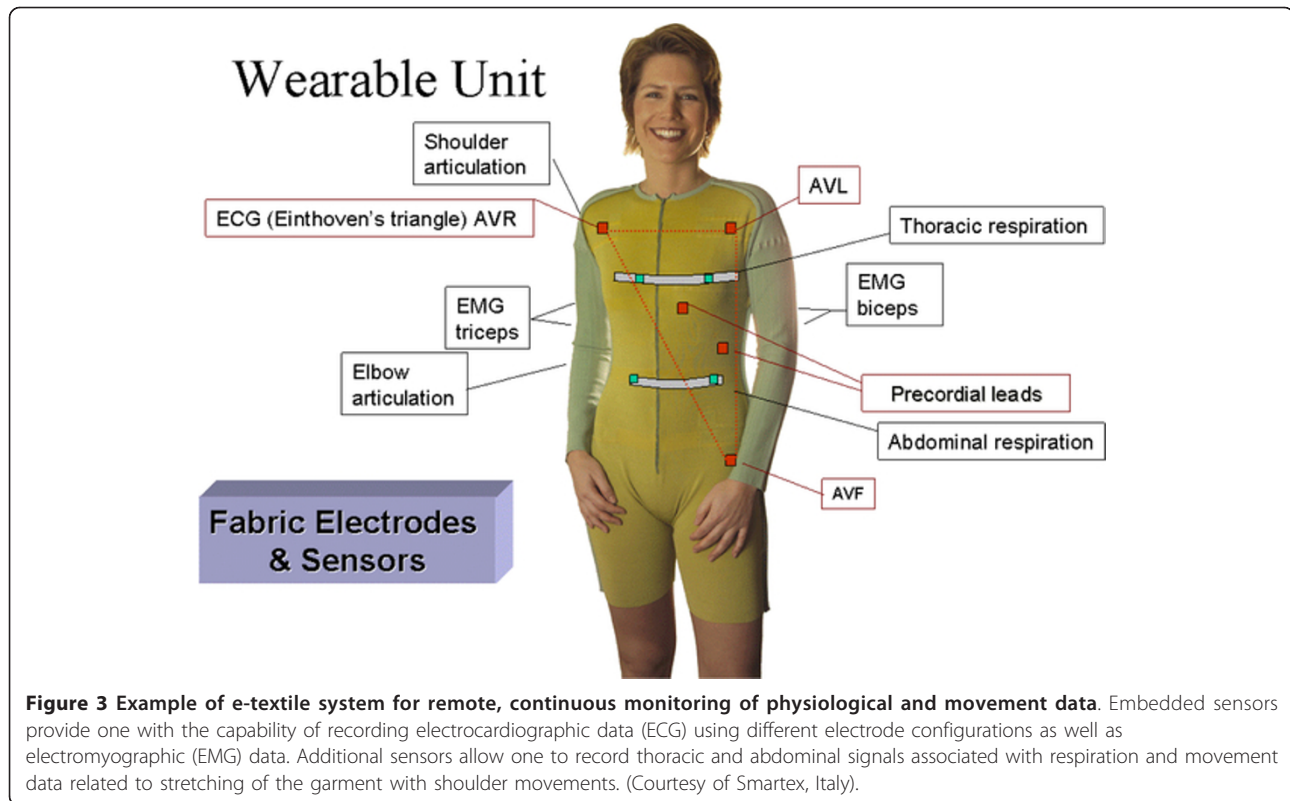 Wearable Unit
Shoulder
articulation
AVL
ECG (Einthoven's triangle) AVR
Thoracic respiration
EMG
triceps
EMG
biceps
Elbow
articulation
Precordial leads
Abdominal respiration
AVF
Fabric Electrodes
& Sensors
Figure 3 Example of e-textile system for remote, continuous monitoring of physiological and movement data. Embedded sensors
provide one with the capability of recording electrocardiographic data (ECG) using different electrode configurations as well as
electromyographic (EMG) data. Additional sensors allow one to record thoracic and abdominal signals associated with respiration and movement
data related to stretching of the garment with shoulder movements. (Courtesy of Smartex, Italy).